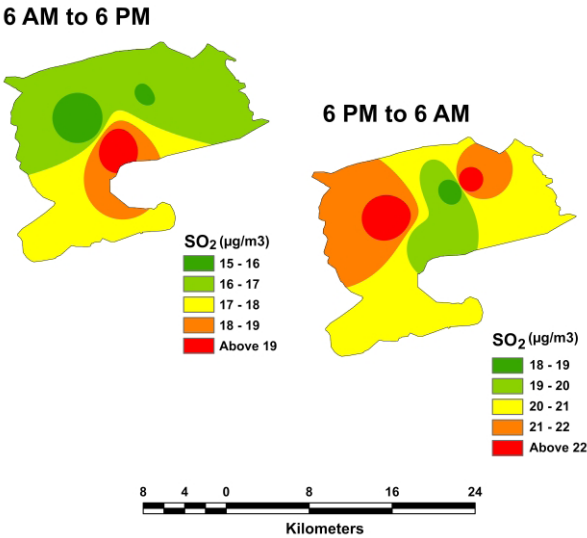 6 AM to 6 PM
6 PM to 6 AM
SO2 (µg/m3)
15 - 16
16 - 17
17 - 18
18 - 19
Above 19
SO2 (µg/m3)
18 - 19
19 - 20
20 - 21
21 - 22
Above 22
8 4 0 8 16 24
Kilometers